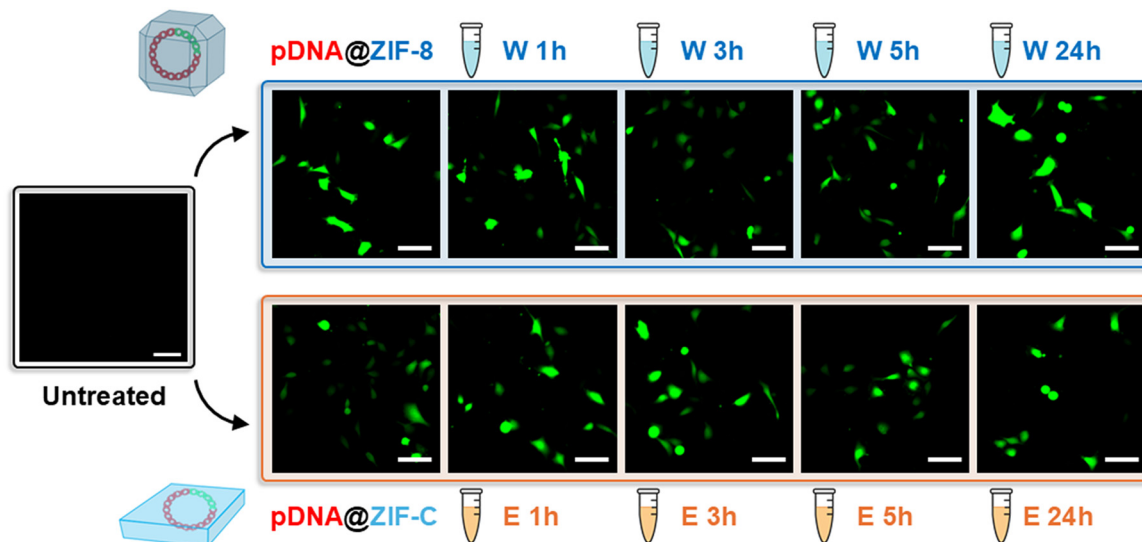 pDNA@ZIF-8 W 1h W 3h W 5h W 24h
Untreated
pDNA@ZIF-C E 1h E 3h E 5h E 24h